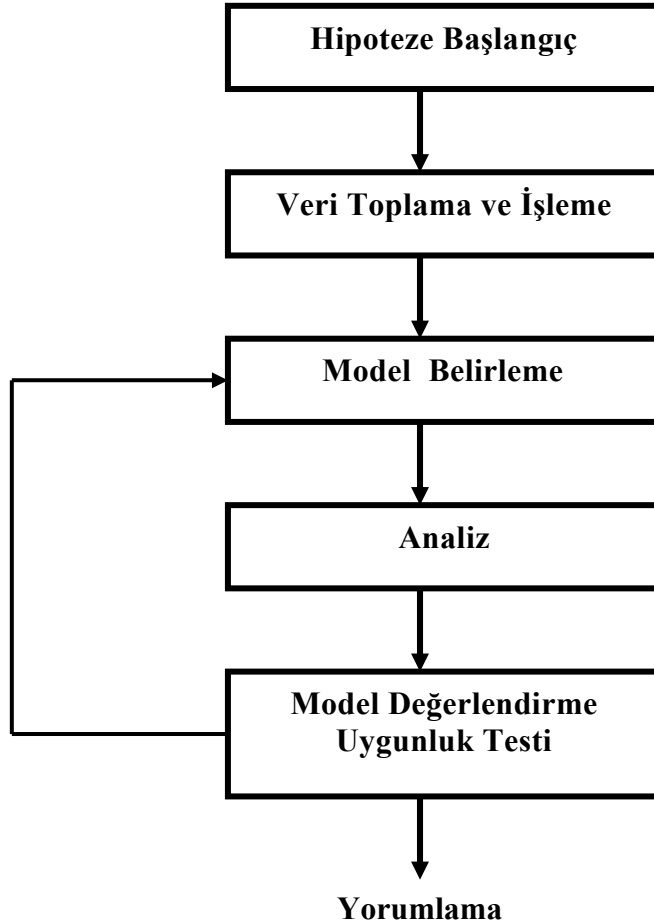 Hipoteze Başlangıç
Veri Toplama ve İşleme
Model Belirleme
Analiz
Model Değerlendirme
Uygunluk Testi
Yorumlama